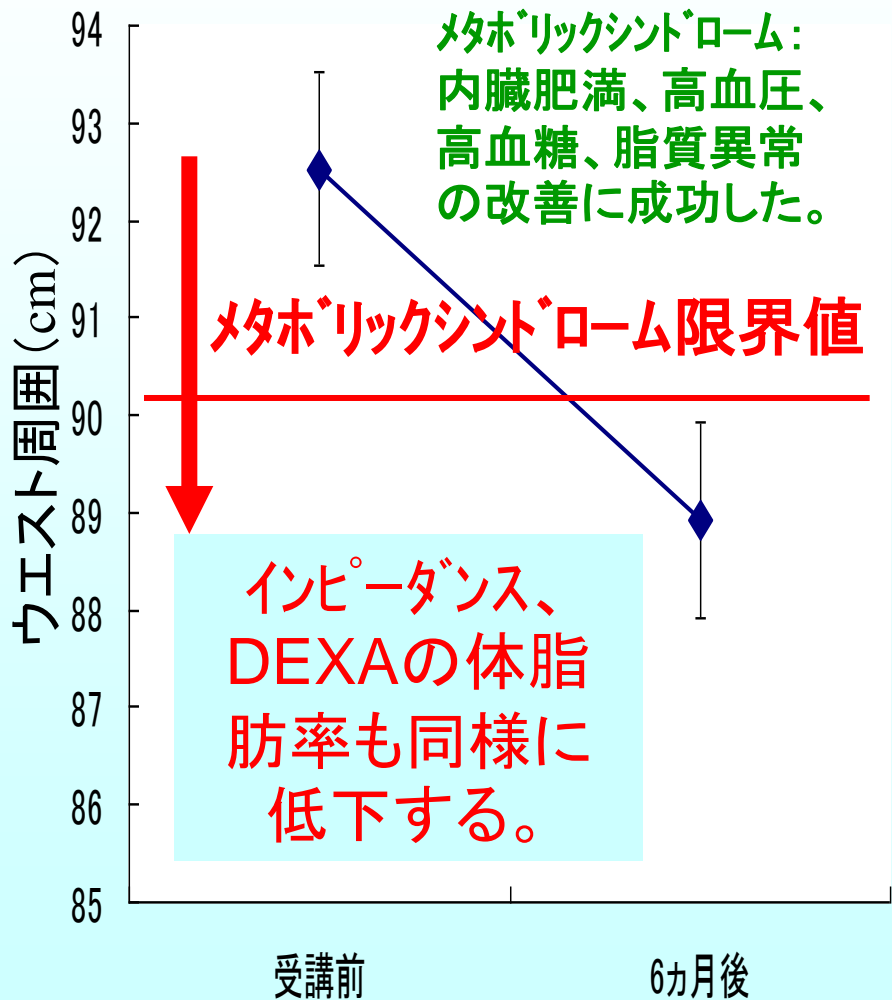 メタボリックシンドローム：
内臓肥満、高血圧、
高血糖、脂質異常
の改善に成功した。
94
93
92
91
90
89
88
87
86
85
ウエスト周囲(cm)
メタボリックシンドローム限界値
インピーダンス、
DEXAの体脂
肪率も同様に
低下する。
受講前
6カ月後